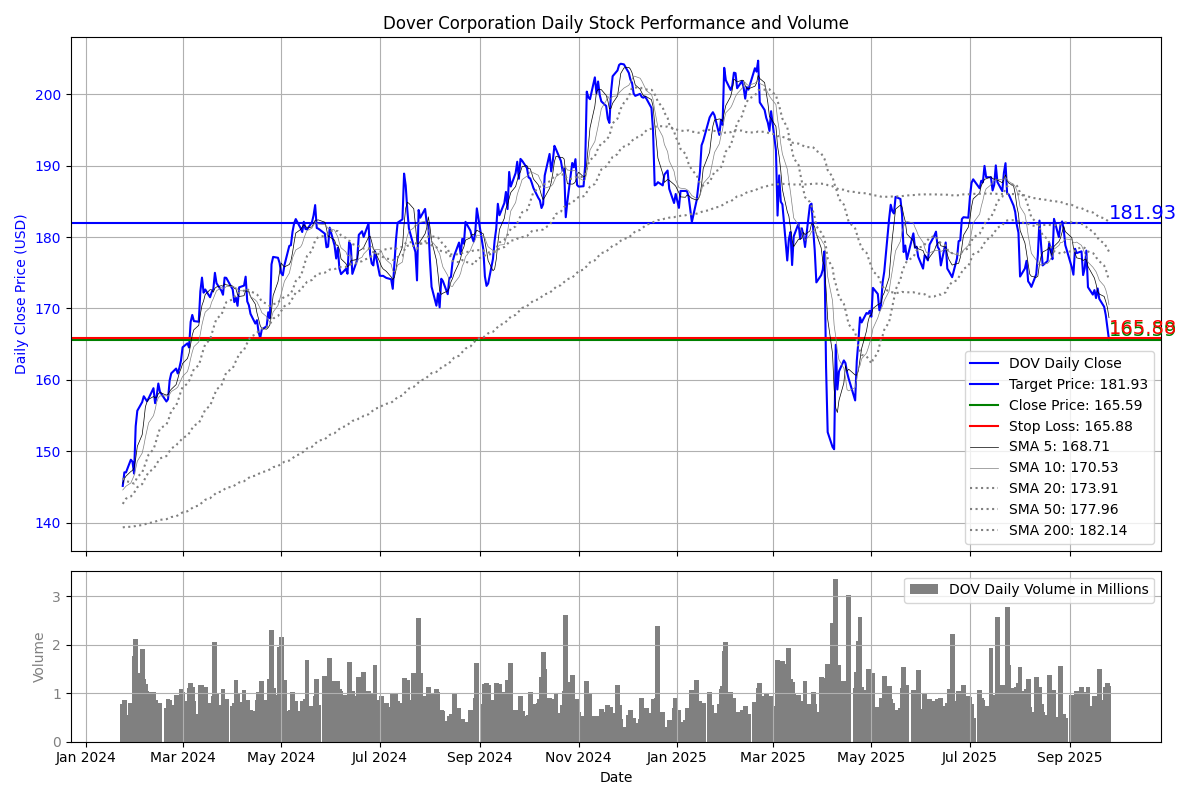 Dover Corporation Daily Stock Performance and Volume
Daily Close Price (USD)
200
190
180
170
160
150
140
181.93
165.88
165.59
DOV Daily Close
Target Price: 181.93
Close Price: 165.59
Stop Loss: 165.88
SMA 5: 168.71
SMA 10: 170.53
SMA 20: 173.91
SMA 50: 177.96
SMA 200: 182.14
Volume
3
2
1
0
DOV Daily Volume in Millions
Jan 2024 Mar 2024 May 2024 Jul 2024 Sep 2024 Nov 2024 Jan 2025 Mar 2025 May 2025 Jul 2025 Sep 2025
Date